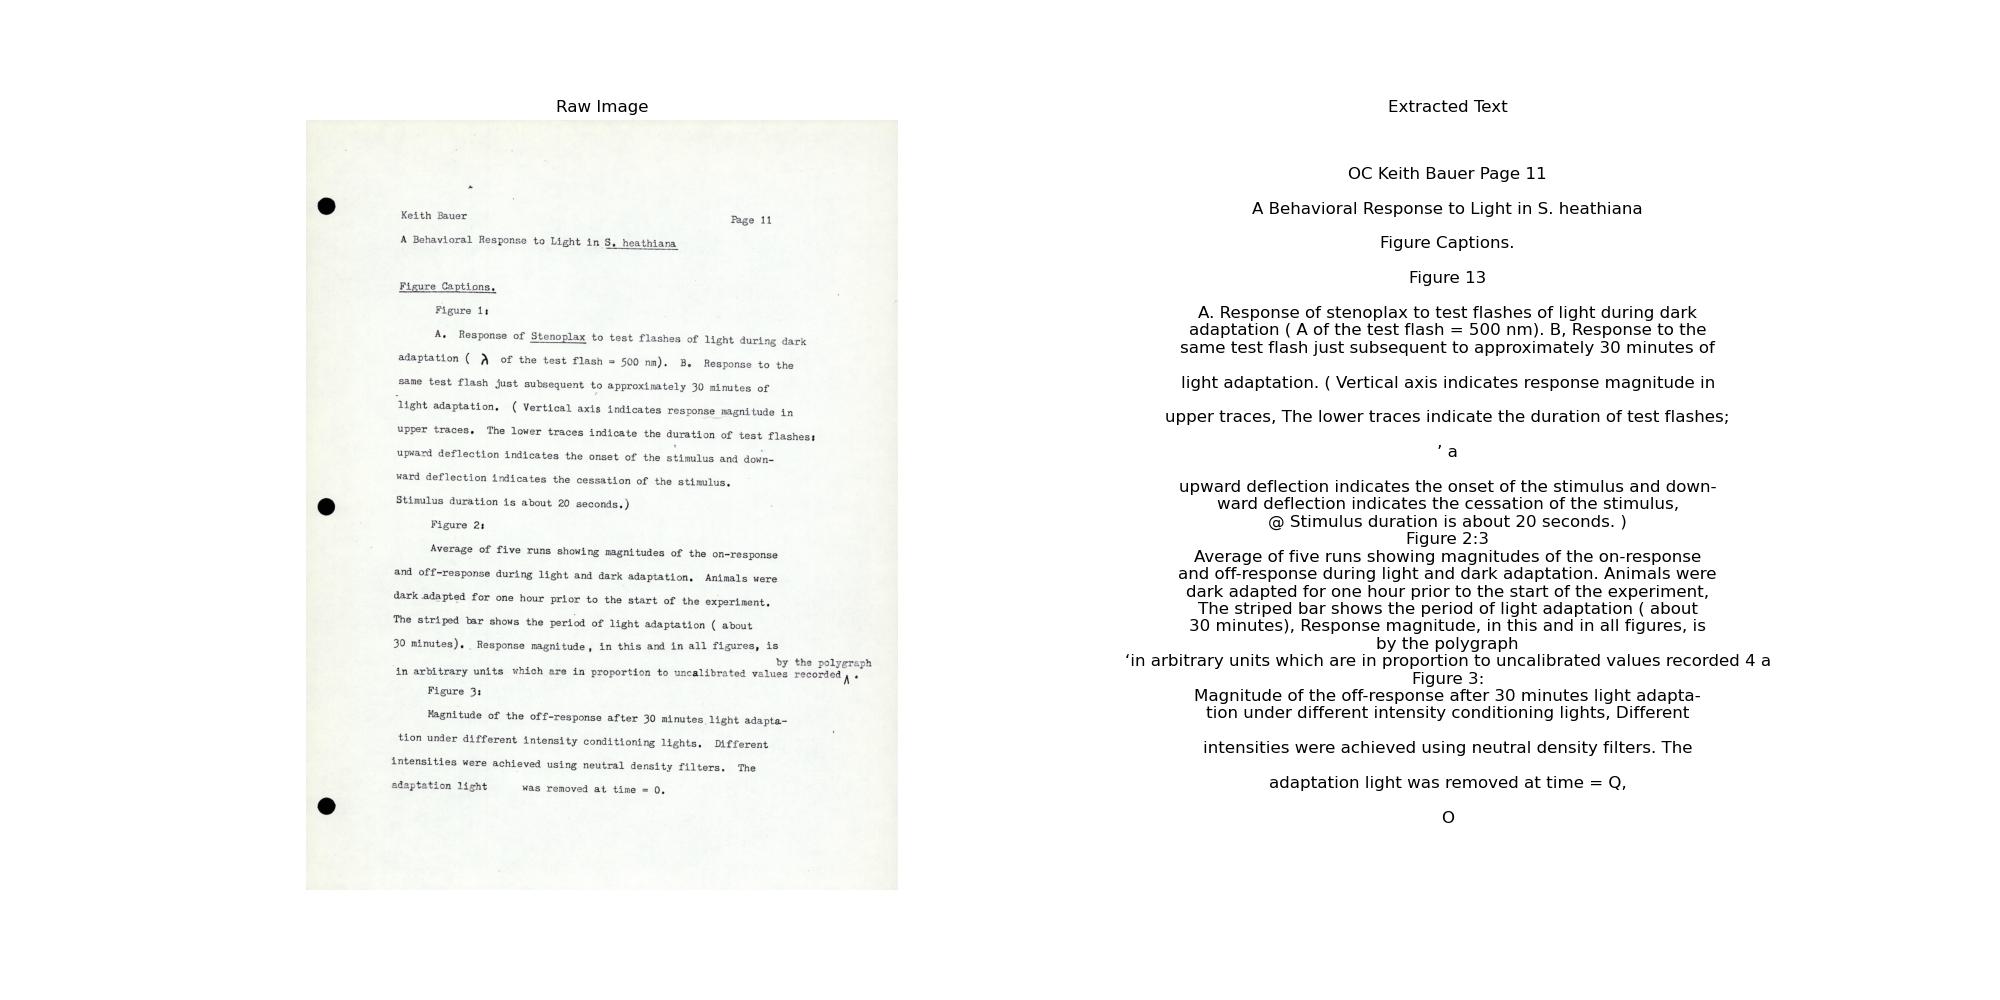 Raw Image
Keith Bauer Page 11
A Behavioral Response to Light in S. heathiana
Figure Captions.
Figure 1:
A. Response of Stenoplax to test flashes of light during dark
adaptation ( λ of the test flash = 500 nm). B. Response to the
same test flash just subsequent to approximately 30 minutes of
light adaptation. ( Vertical axis indicates response magnitude in
upper traces. The lower traces indicate the duration of test flashes;
upward deflection indicates the onset of the stimulus and down-
ward deflection indicates the cessation of the stimulus.
Stimulus duration is about 20 seconds.)
Figure 2:
Average of five runs showing magnitudes of the on-response
and off-response during light and dark adaptation. Animals were
dark adapted for one hour prior to the start of the experiment.
The striped bar shows the period of light adaptation ( about
30 minutes). Response magnitude, in this and in all figures, is
by the polygraph
in arbitrary units which are in proportion to uncalibrated values recorded ʌ .
Figure 3:
Magnitude of the off-response after 30 minutes light adapta-
tion under different intensity conditioning lights. Different
intensities were achieved using neutral density filters. The
adaptation light was removed at time = 0.
Extracted Text
OC Keith Bauer Page 11
A Behavioral Response to Light in S. heathiana
Figure Captions.
Figure 13
A. Response of stenoplax to test flashes of light during dark
adaptation ( A of the test flash = 500 nm). B, Response to the
same test flash just subsequent to approximately 30 minutes of
light adaptation. ( Vertical axis indicates response magnitude in
upper traces, The lower traces indicate the duration of test flashes;
’ a
upward deflection indicates the onset of the stimulus and down-
ward deflection indicates the cessation of the stimulus,
@ Stimulus duration is about 20 seconds. )
Figure 2:3
Average of five runs showing magnitudes of the on-response
and off-response during light and dark adaptation. Animals were
dark adapted for one hour prior to the start of the experiment,
The striped bar shows the period of light adaptation ( about
30 minutes), Response magnitude, in this and in all figures, is
by the polygraph
‘in arbitrary units which are in proportion to uncalibrated values recorded 4 a
Figure 3:
Magnitude of the off-response after 30 minutes light adapta-
tion under different intensity conditioning lights, Different
intensities were achieved using neutral density filters. The
adaptation light was removed at time = Q,
O